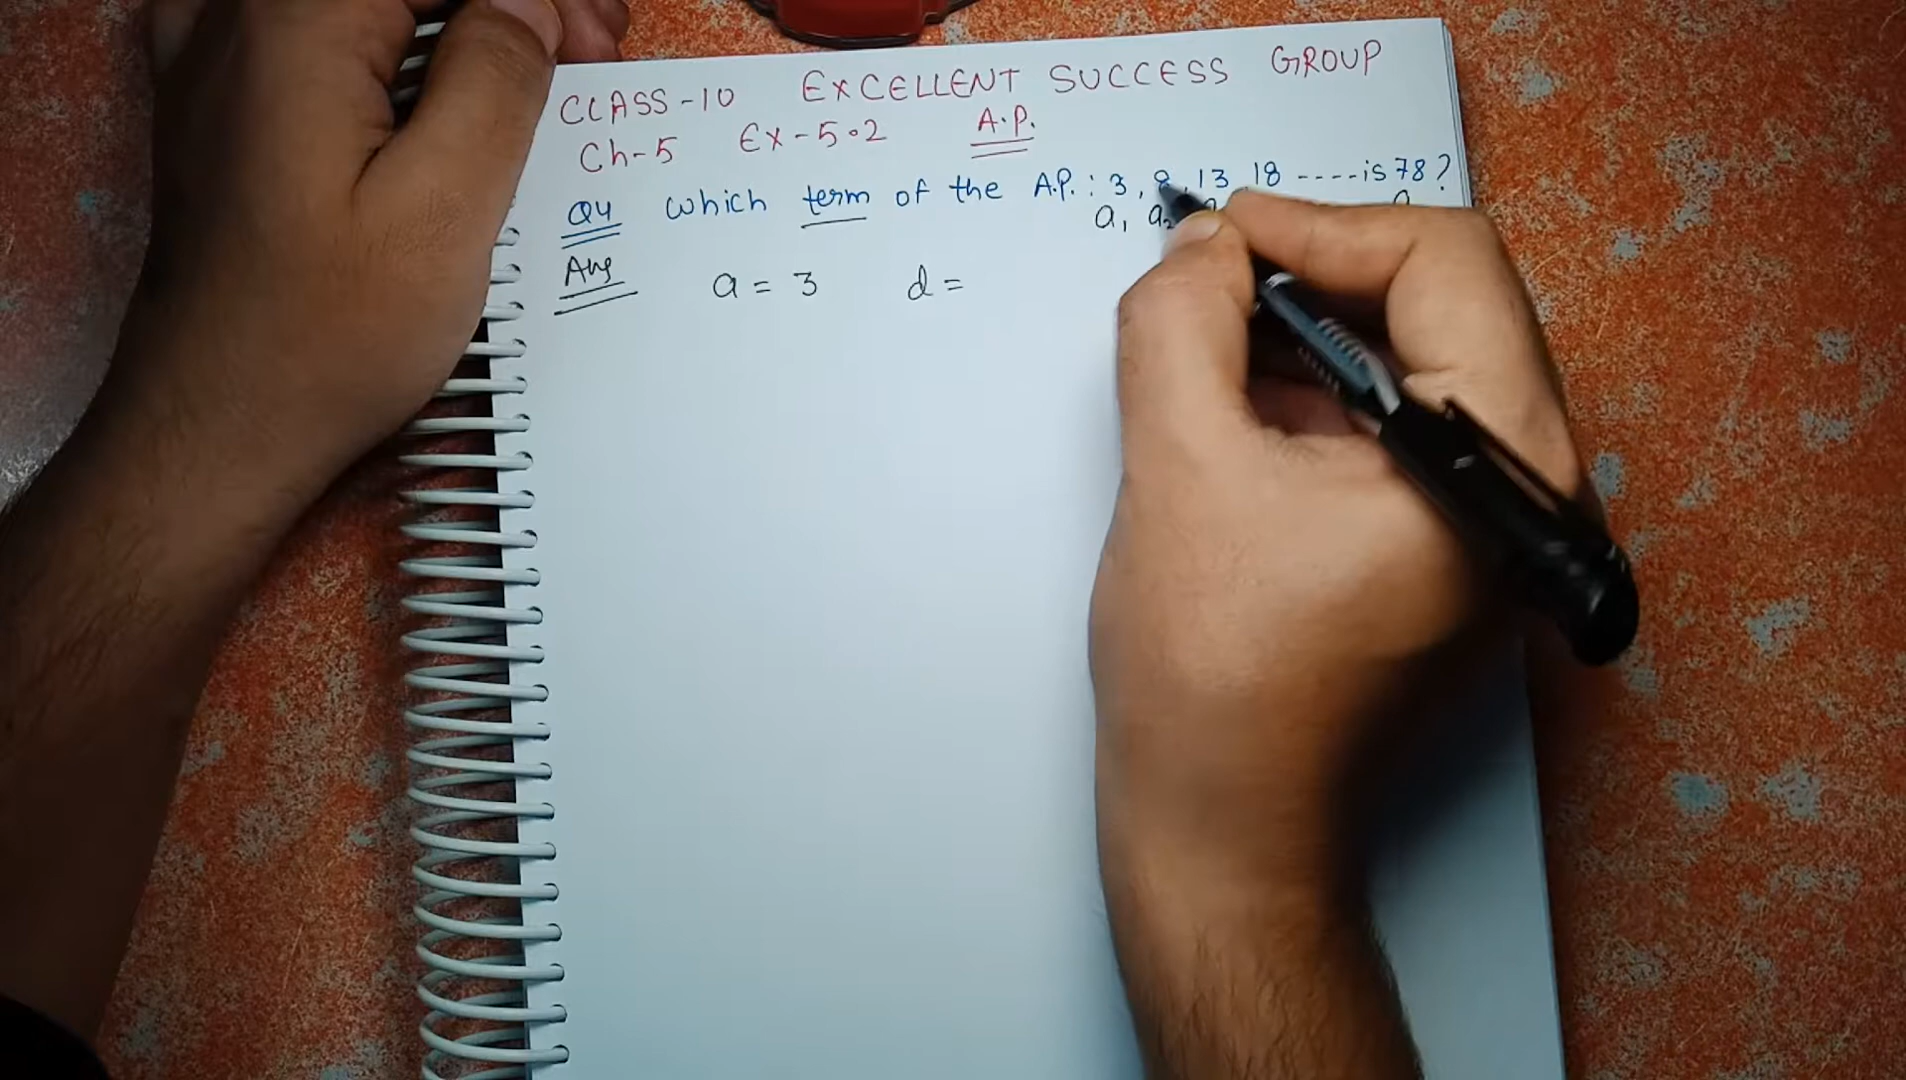 CLASS-10 EXCELLENT SUCCESS GROUP
Ch-5 Ex-5.2 A.P.
Q4 Which term of the A.P. : 3, 8, 13, 18 ----is 78?
a₁ a₂
Ans a = 3 d =